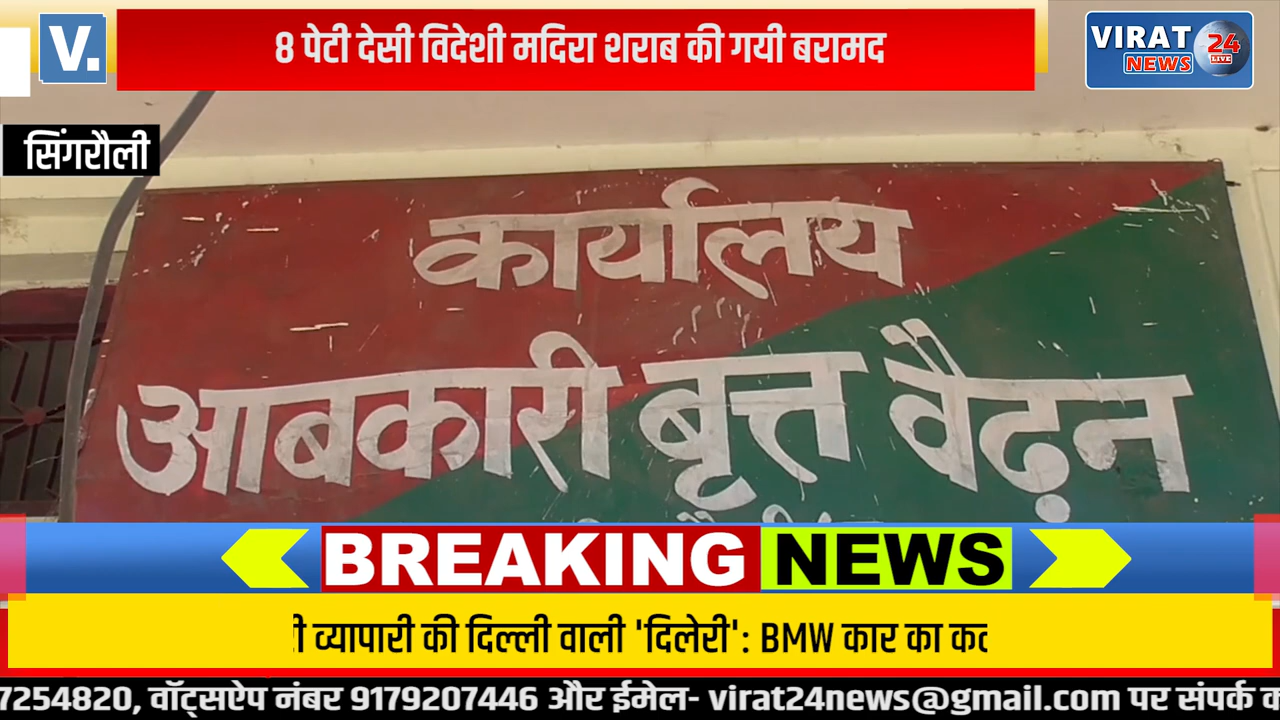 V.
8 पेटी देसी विदेशी मदिरा शराब की गयी बरामद
VIRAT
24
NEWS
LIVE
सिंगरौली
कार्यालय
आबकारी बृत्त वैढ़न
BREAKING NEWS
व्यापारी की दिल्ली वाली 'दिलेरी': BMW कार का
7254820, वॉट्सऐप नंबर 9179207446 और ईमेल- virat24news@gmail.com पर संपर्क